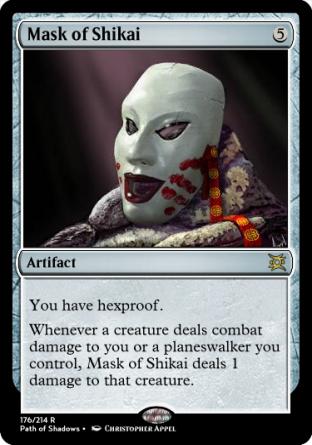 Mask of Shikai 5
Artifact
You have hexproof.
Whenever a creature deals combat
damage to you or a planeswalker you
control, Mask of Shikai deals 1
damage to that creature.
176/214 R
Path of Shadows • Christopher Appel